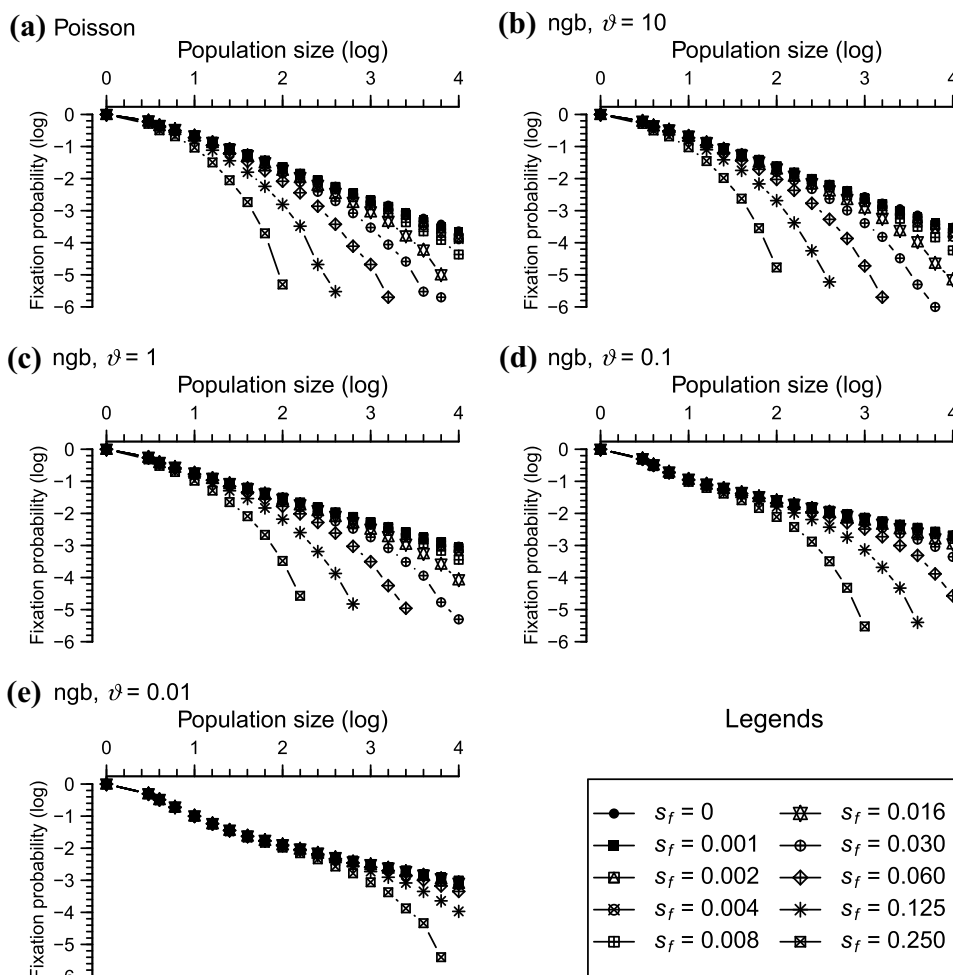 (a) Poisson
Population size (log)
0 1 2 3 4
Fixation probability (log)
0
−1
−2
−3
−4
−5
−6
(b) ngb, ϑ = 10
Population size (log)
0 1 2 3 4
Fixation probability (log)
0
−1
−2
−3
−4
−5
−6
(c) ngb, ϑ = 1
Population size (log)
0 1 2 3 4
Fixation probability (log)
0
−1
−2
−3
−4
−5
−6
(d) ngb, ϑ = 0.1
Population size (log)
0 1 2 3 4
Fixation probability (log)
0
−1
−2
−3
−4
−5
−6
(e) ngb, ϑ = 0.01
Population size (log)
0 1 2 3 4
Fixation probability (log)
0
−1
−2
−3
−4
−5
Legends
s_f = 0
s_f = 0.001
s_f = 0.002
s_f = 0.004
s_f = 0.008
s_f = 0.016
s_f = 0.030
s_f = 0.060
s_f = 0.125
s_f = 0.250